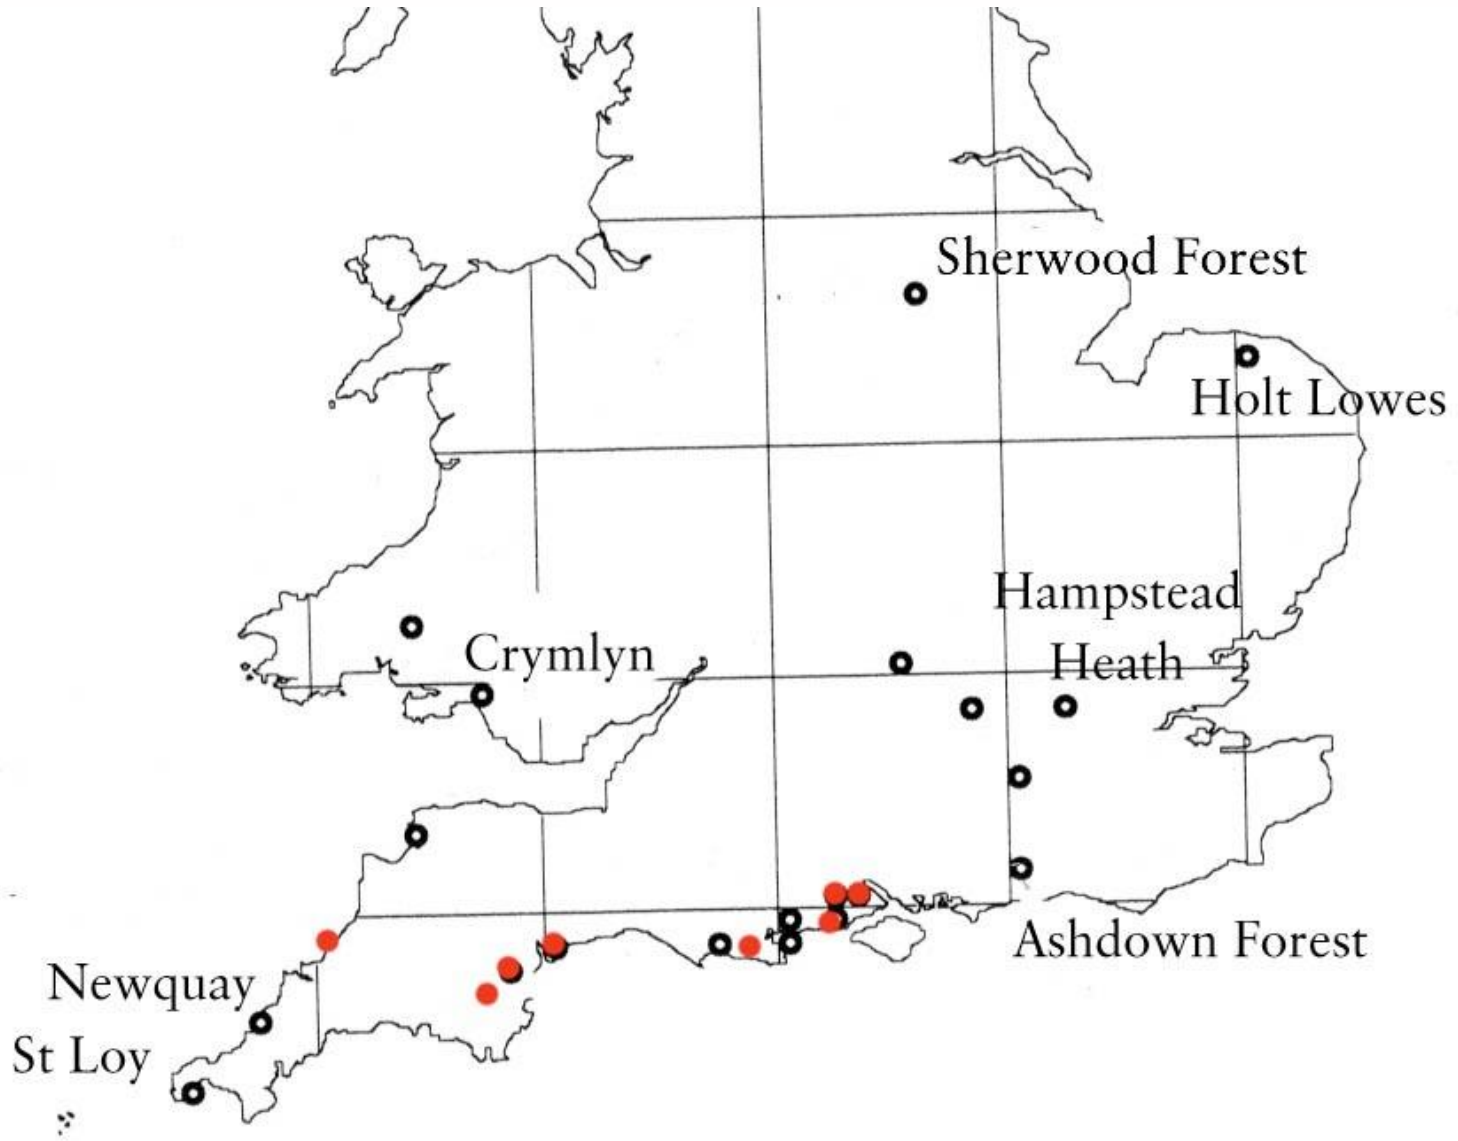 Sherwood Forest
Holt Lowes
Hampstead
Heath
Crymlyn
Ashdown Forest
Newquay
St Loy